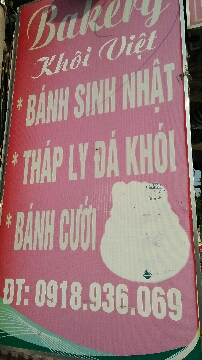 Bakery
Khôi Việt
* BÁNH SINH NHẬT
* THÁP LY ĐÁ KHÓI
* BÁNH CƯỚI
ĐT: 0918.936.069